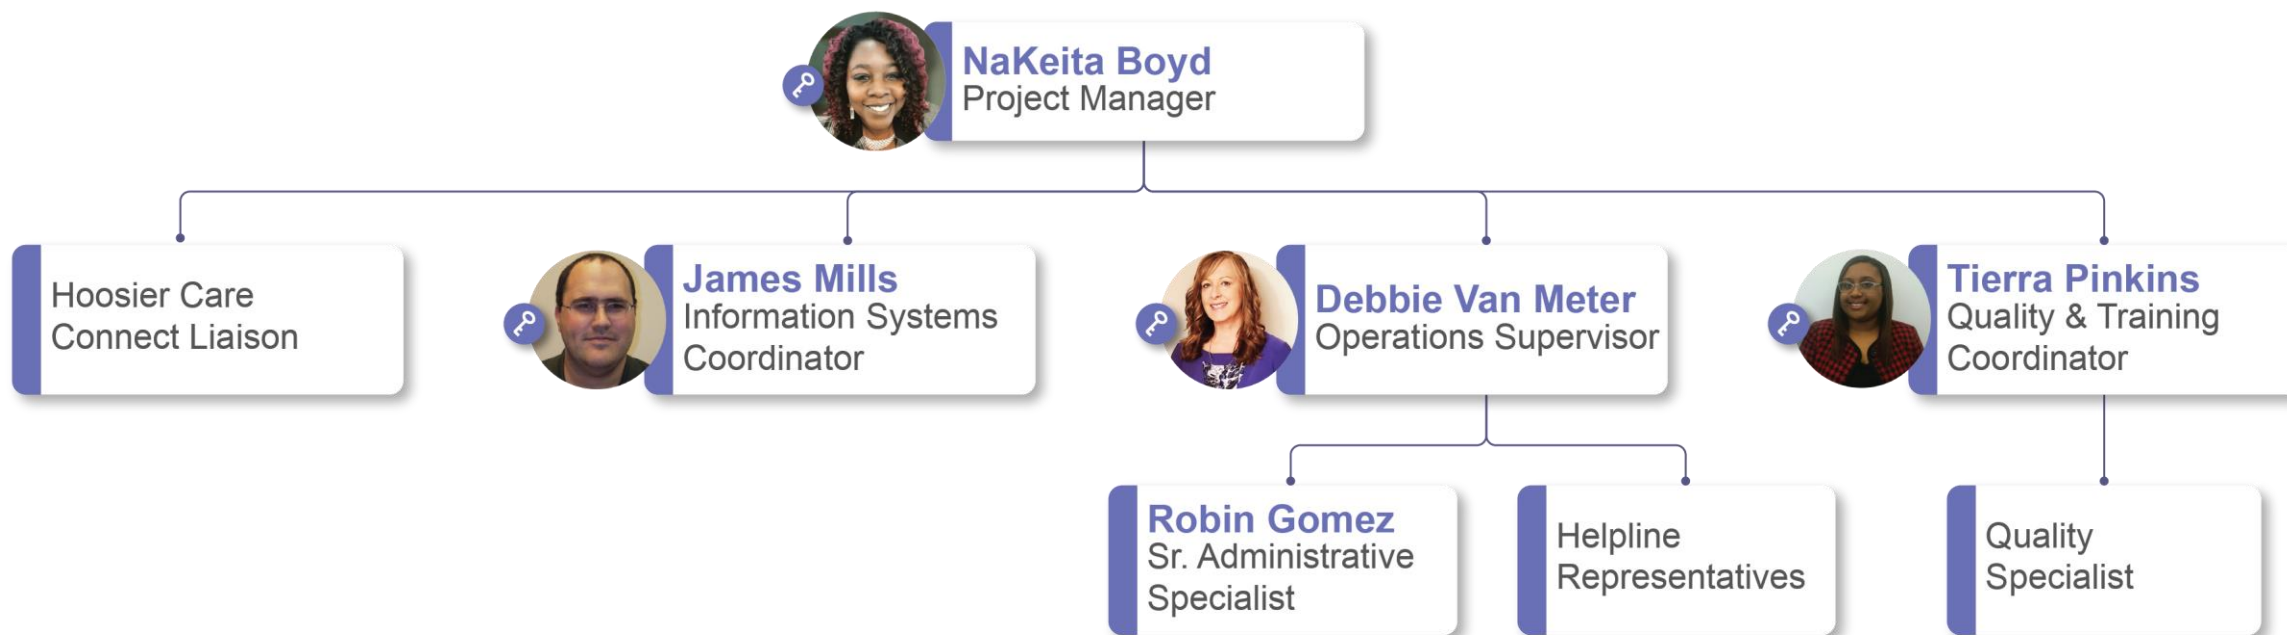 NaKeita Boyd
Project Manager
Hoosier Care
Connect Liaison
James Mills
Information Systems
Coordinator
Debbie Van Meter
Operations Supervisor
Tierra Pinkins
Quality & Training
Coordinator
Robin Gomez
Sr. Administrative
Specialist
Helpline
Representatives
Quality
Specialist